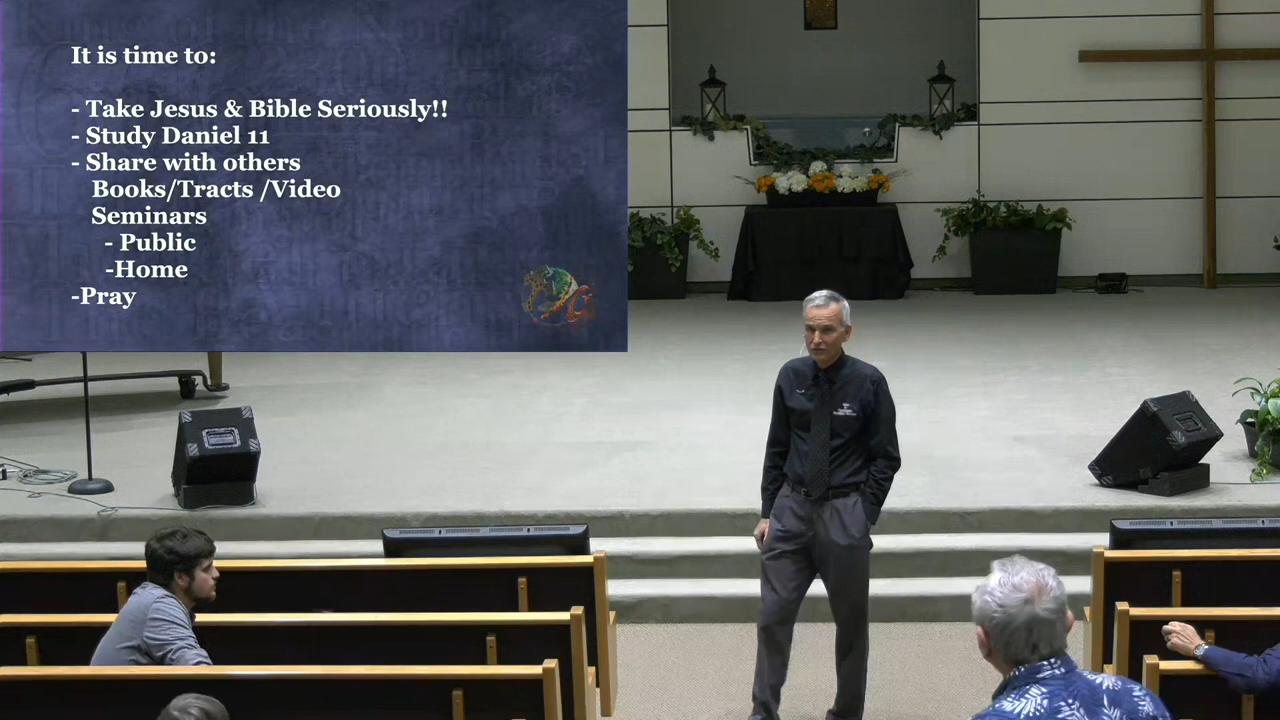 It is time to:
- Take Jesus & Bible Seriously!!
- Study Daniel 11
- Share with others
Books/Tracts /Video
Seminars
- Public
-Home
-Pray